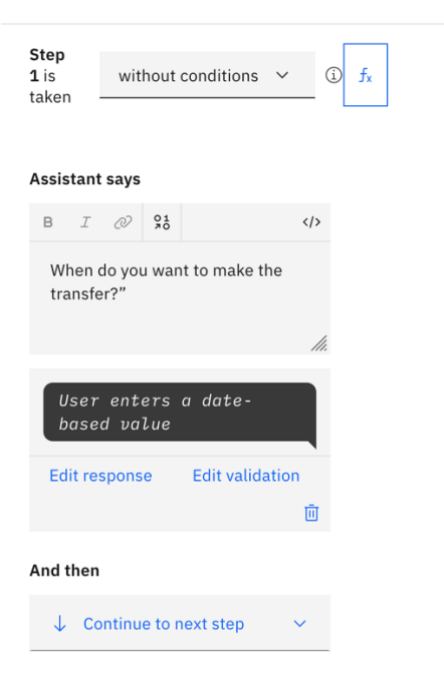 Step
1 is
taken
without conditions
fx
Assistant says
B I </>
When do you want to make the
transfer?”
User enters a date-
based value
Edit response Edit validation
And then
Continue to next step